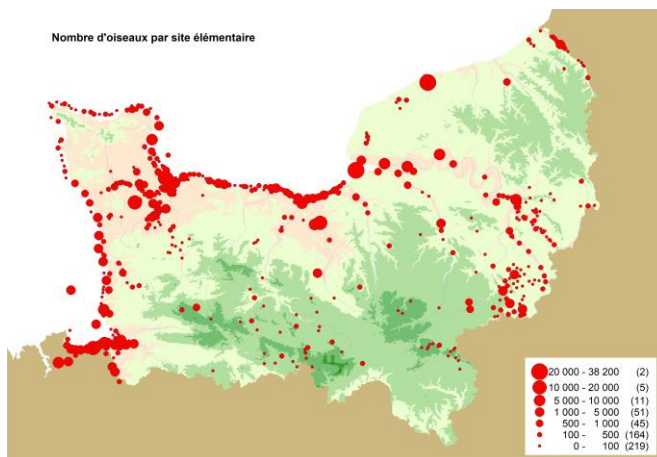 Nombre d'oiseaux par site élémentaire
20 000 - 38 200 (2)
10 000 - 20 000 (5)
5 000 - 10 000 (11)
1 000 - 5 000 (51)
500 - 1 000 (45)
100 - 500 (164)
0 - 100 (219)